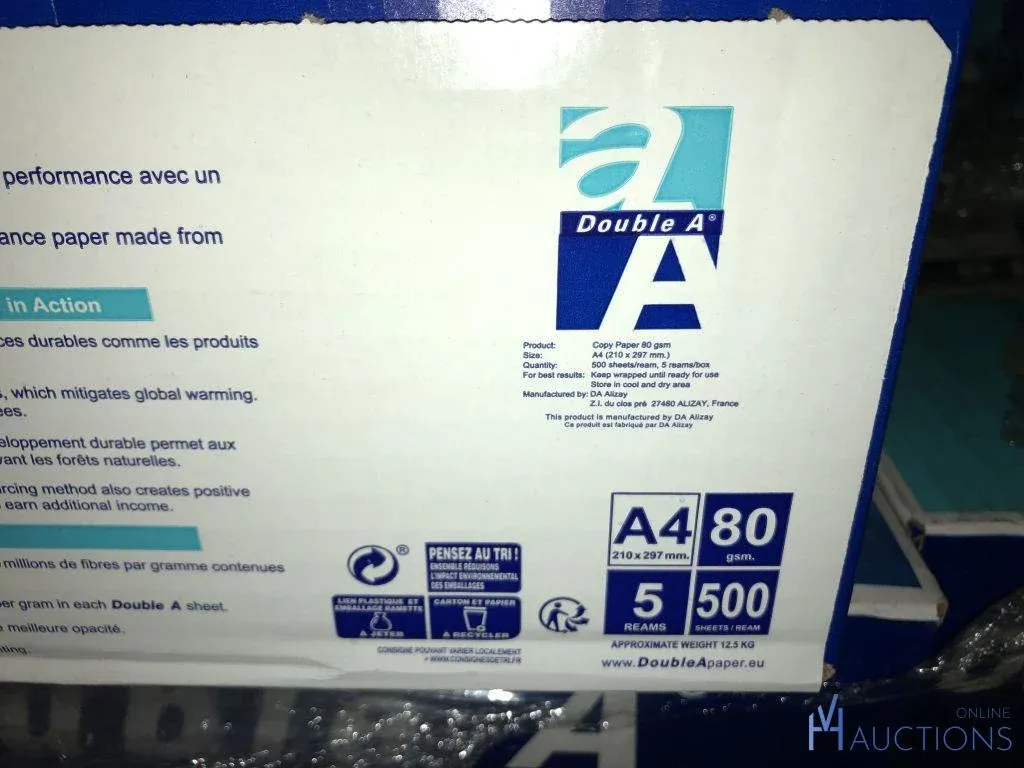 performance avec un
ance paper made from
in Action
ces durables comme les produits
, which mitigates global warming.
ees.
eloppement durable permet aux
vant les forêts naturelles.
rcing method also creates positive
earn additional income.
millions de fibres par gramme contenues
per gram in each Double A sheet.
meilleure opacité.
nting.
a
Double A®
A
Product: Copy Paper 80 gsm
Size: A4 (210 x 297 mm.)
Quantity: 500 sheets/ream, 5 reams/box
For best results: Keep wrapped until ready for use
Store in cool and dry area
Manufactured by: DA Alizay
Z.I. du clos pré 27460 ALIZAY, France
This product is manufactured by DA Alizay
Ce produit est fabriqué par DA Alizay
®
PENSEZ AU TRI !
ENSEMBLE RÉDUISONS
L'IMPACT ENVIRONNEMENTAL
DES EMBALLAGES
LIEN PLASTIQUE ET
EMBALLAGE RAMETTE
À JETER
CARTON ET PAPIER
À RECYCLER
CONSIGNE POUVANT VARIER LOCALEMENT
> WWW.CONSIGNESDETRI.FR
A4
210 x 297 mm.
80
gsm.
5
REAMS
500
SHEETS / REAM
APPROXIMATE WEIGHT 12.5 KG
www.DoubleApaper.eu
ONLINE
AUCTIONS